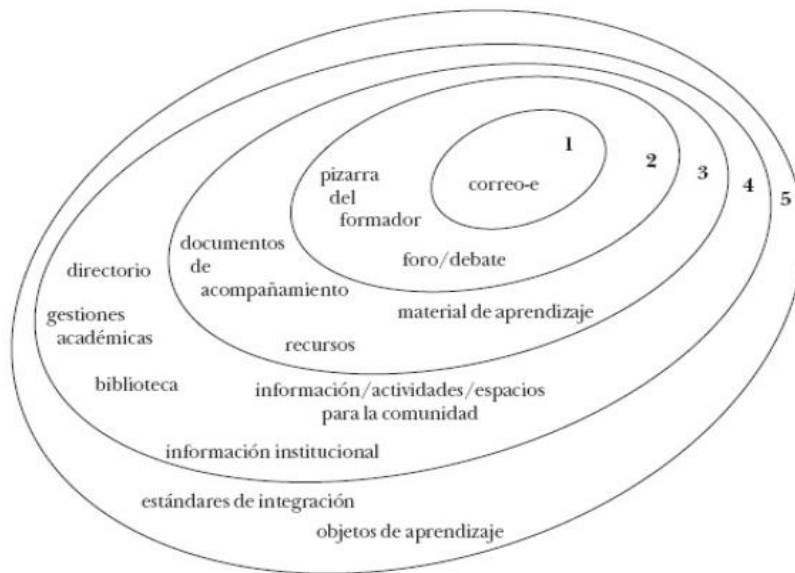 1
2
3
4
5
correo-e
pizarra
del
formador
foro/debate
documentos
de
acompañamiento
material de aprendizaje
recursos
directorio
gestiones
académicas
biblioteca
información/actividades/espacios
para la comunidad
información institucional
estándares de integración
objetos de aprendizaje